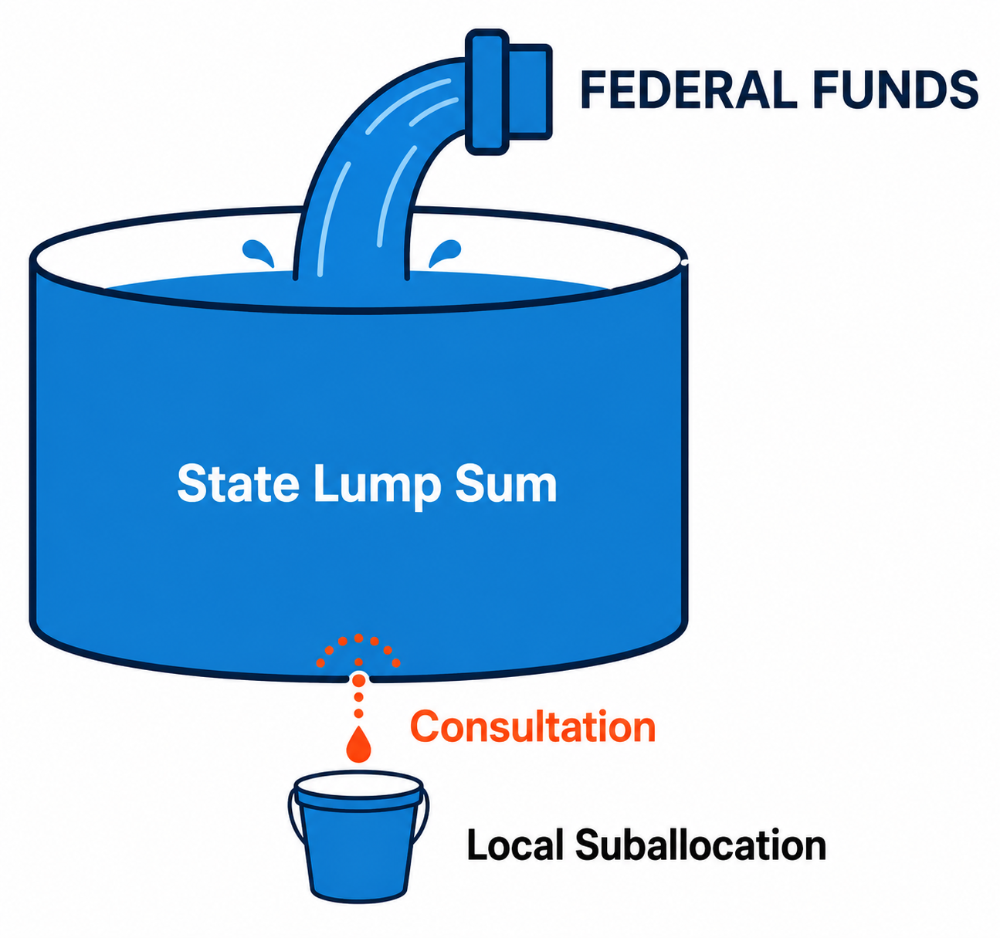 FEDERAL FUNDS
State Lump Sum
Consultation
Local Suballocation